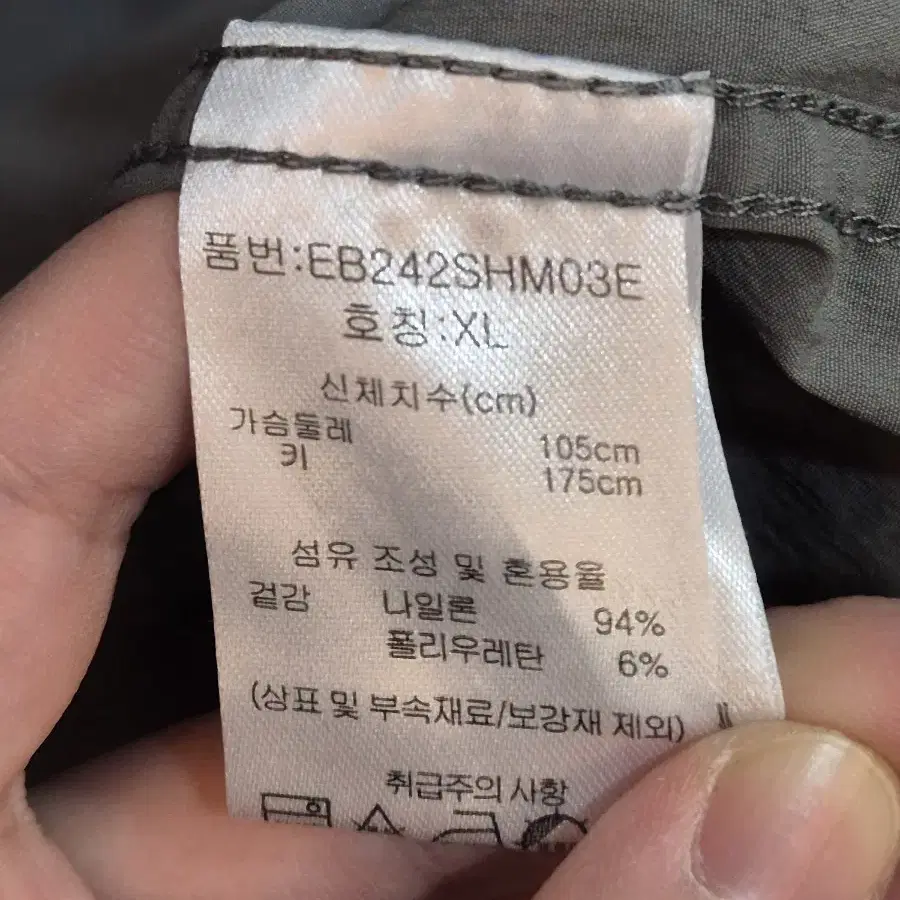 품번:EB242SHM03E
호칭:XL
신체치수(cm)
가슴둘레 105cm
키 175cm
섬유 조성 및 혼용율
겉감 나일론 94%
폴리우레탄 6%
(상표 및 부속재료/보강재 제외)
취급주의 사항